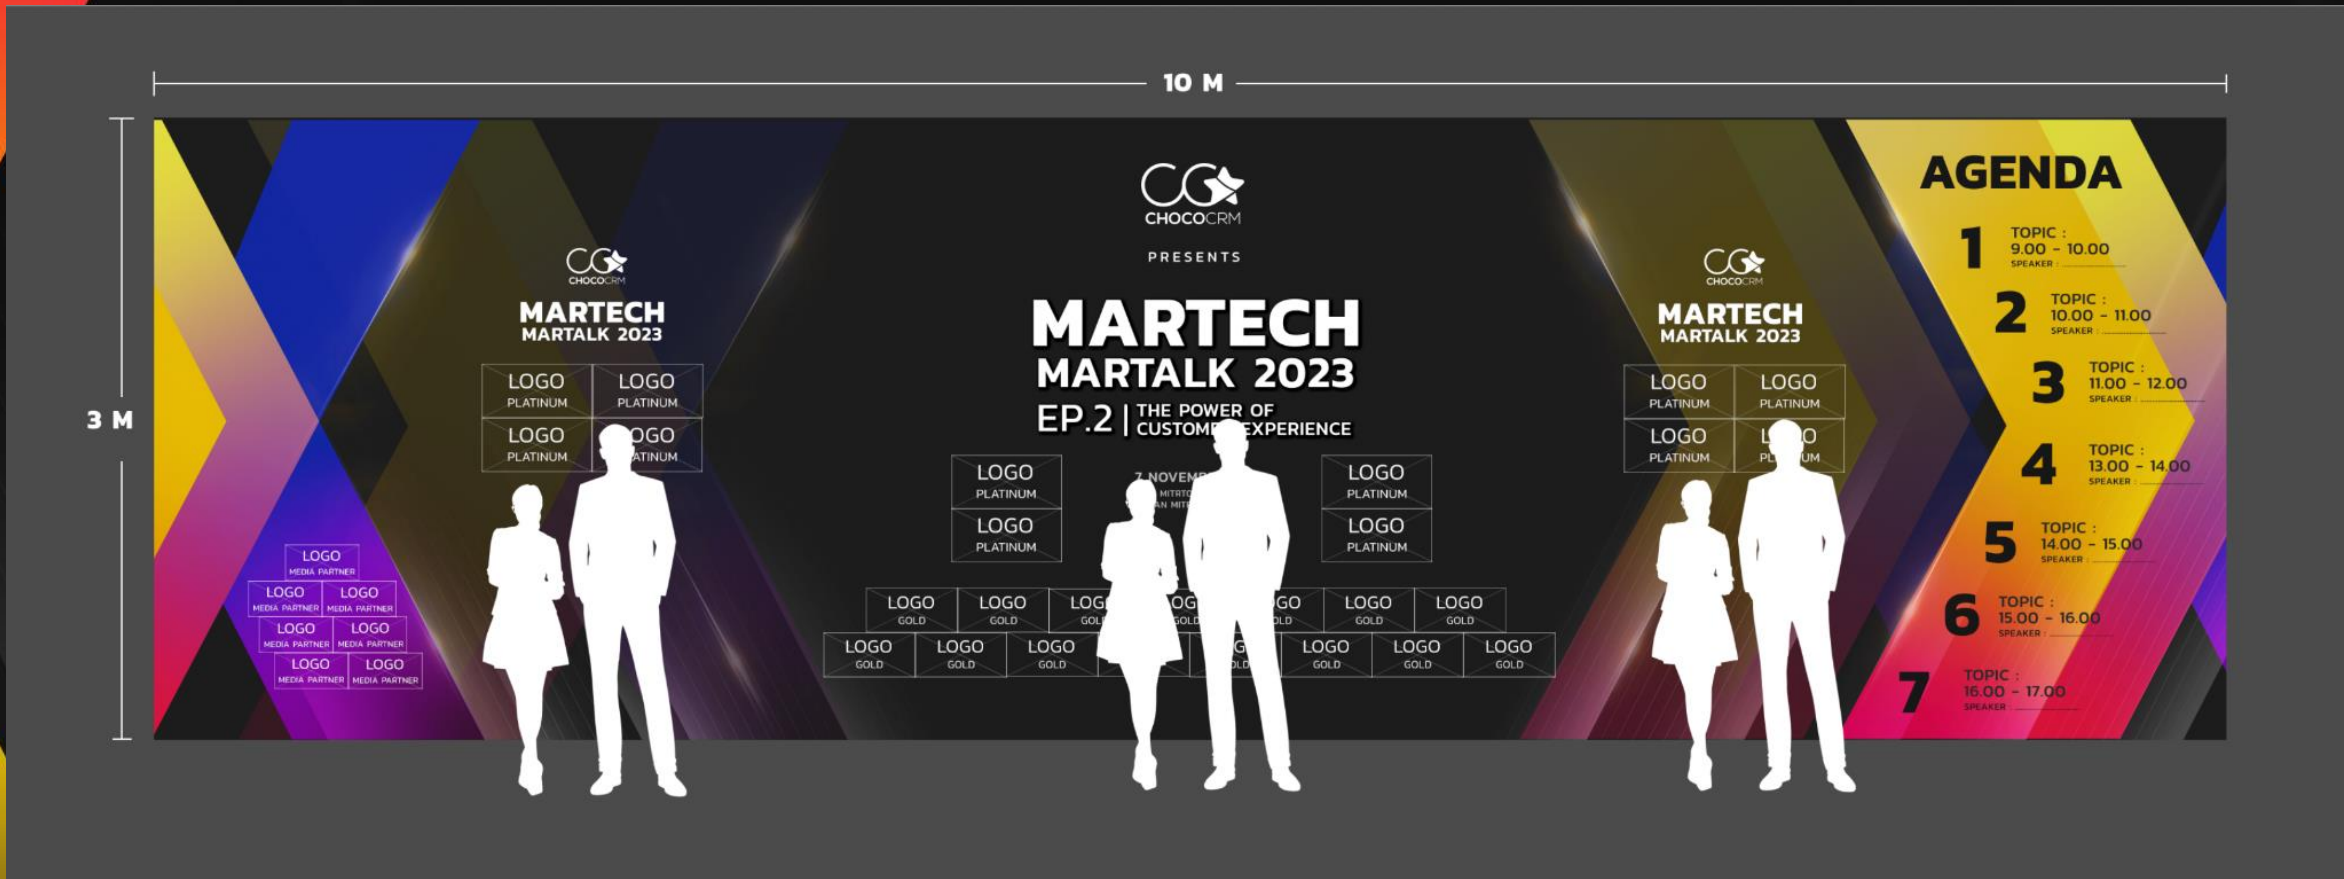 10 M
3 M
CHOCOCRM
MARTECH
MARTALK 2023
LOGO
PLATINUM
LOGO
PLATINUM
LOGO
PLATINUM
LOGO
MEDIA PARTNER
LOGO
MEDIA PARTNER
LOGO
MEDIA PARTNER
LOGO
MEDIA PARTNER
LOGO
MEDIA PARTNER
LOGO
MEDIA PARTNER
LOGO
MEDIA PARTNER
CHOCOCRM
PRESENTS
MARTECH
MARTALK 2023
EP.2 | THE POWER OF
EXPERIENCE
LOGO
PLATINUM
LOGO
PLATINUM
LOGO
PLATINUM
LOGO
PLATINUM
7
LOGO
GOLD
LOGO
GOLD
LOGO
GOLD
LOGO
GOLD
LOGO
GOLD
LOGO
GOLD
LOGO
GOLD
LOGO
GOLD
LOGO
GOLD
LOGO
GOLD
CHOCOCRM
MARTECH
MARTALK 2023
LOGO
PLATINUM
LOGO
PLATINUM
LOGO
PLATINUM
AGENDA
1
TOPIC :
9.00 - 10.00
SPEAKER :
2
TOPIC :
10.00 - 11.00
SPEAKER :
3
TOPIC :
11.00 - 12.00
SPEAKER :
4
TOPIC :
13.00 - 14.00
SPEAKER :
5
TOPIC :
14.00 - 15.00
SPEAKER :
6
TOPIC :
15.00 - 16.00
SPEAKER :
7
TOPIC :
16.00 - 17.00
SPEAKER :